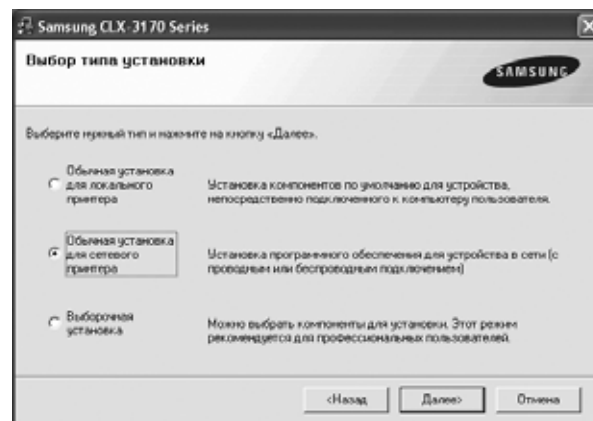 Samsung CLX-3170 Series
Выбор типа установки
SAMSUNG
Выберите нужный тип и нажмите на кнопку «Далее».
Обычная установка
для локального
принтера
Установка компонентов по умолчанию для устройства,
непосредственно подключенного к компьютеру пользователя.
Обычная установка
для сетевого
принтера
Установка программного обеспечения для устройства в сети (с
проводным или беспроводным подключением)
Выборочная
установка
Можно выбрать компоненты для установки. Этот режим
рекомендуется для профессиональных пользователей.
<Назад
Далее>
Отмена